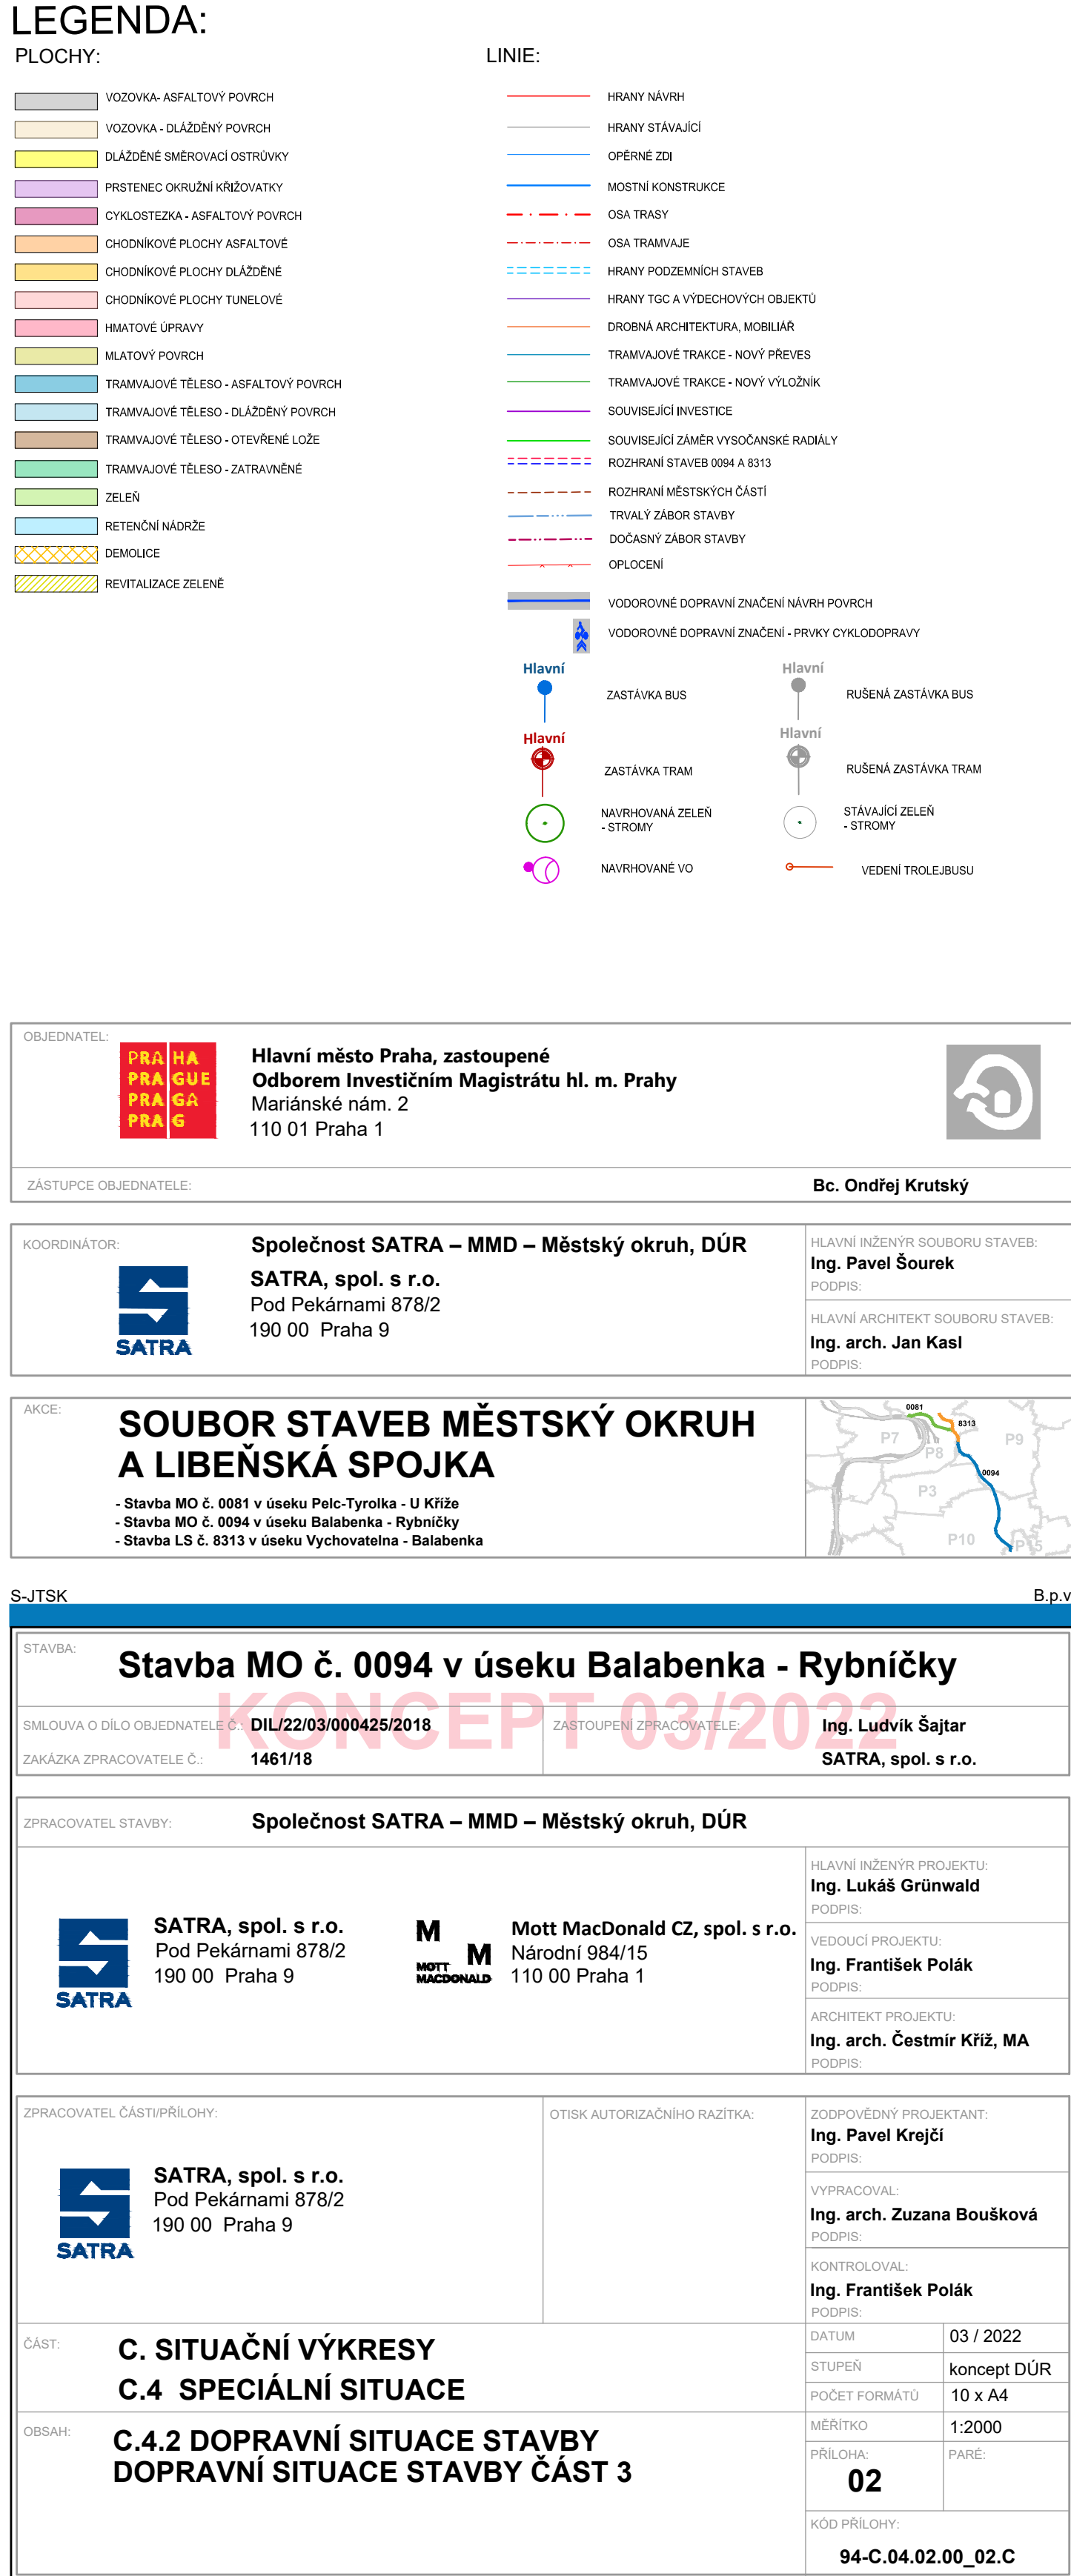 LEGENDA:
PLOCHY:
VOZOVKA- ASFALTOVÝ POVRCH
VOZOVKA - DLÁŽDĚNÝ POVRCH
DLÁŽDĚNÉ SMĚROVACÍ OSTRŮVKY
PRSTENEC OKRUŽNÍ KŘIŽOVATKY
CYKLOSTEZKA - ASFALTOVÝ POVRCH
CHODNÍKOVÉ PLOCHY ASFALTOVÉ
CHODNÍKOVÉ PLOCHY DLÁŽDĚNÉ
CHODNÍKOVÉ PLOCHY TUNELOVÉ
HMATOVÉ ÚPRAVY
MLATOVÝ POVRCH
TRAMVAJOVÉ TĚLESO - ASFALTOVÝ POVRCH
TRAMVAJOVÉ TĚLESO - DLÁŽDĚNÝ POVRCH
TRAMVAJOVÉ TĚLESO - OTEVŘENÉ LOŽE
TRAMVAJOVÉ TĚLESO - ZATRAVNĚNÉ
ZELEŇ
RETENČNÍ NÁDRŽE
DEMOLICE
REVITALIZACE ZELENĚ
LINIE:
HRANY NÁVRH
HRANY STÁVAJÍCÍ
OPĚRNÉ ZDI
MOSTNÍ KONSTRUKCE
OSA TRASY
OSA TRAMVAJE
HRANY PODZEMNÍCH STAVEB
HRANY TGC A VÝDECHOVÝCH OBJEKTŮ
DROBNÁ ARCHITEKTURA, MOBILIÁŘ
TRAMVAJOVÉ TRAKCE - NOVÝ PŘEVES
TRAMVAJOVÉ TRAKCE - NOVÝ VÝLOŽNÍK
SOUVISEJÍCÍ INVESTICE
SOUVISEJÍCÍ ZÁMĚR VYSOČANSKÉ RADIÁLY
ROZHRANÍ STAVEB 0094 A 8313
ROZHRANÍ MĚSTSKÝCH ČÁSTÍ
TRVALÝ ZÁBOR STAVBY
DOČASNÝ ZÁBOR STAVBY
OPLOCENÍ
VODOROVNÉ DOPRAVNÍ ZNAČENÍ NÁVRH POVRCH
VODOROVNÉ DOPRAVNÍ ZNAČENÍ - PRVKY CYKLODOPRAVY
Hlavní
ZASTÁVKA BUS
Hlavní
RUŠENÁ ZASTÁVKA BUS
Hlavní
ZASTÁVKA TRAM
Hlavní
RUŠENÁ ZASTÁVKA TRAM
NAVRHOVANÁ ZELEŇ
- STROMY
STÁVAJÍCÍ ZELEŇ
- STROMY
NAVRHOVANÉ VO
VEDENÍ TROLEJBUSU
OBJEDNATEL:
PRA HA
PRA GUE
PRA GA
PRA G
Hlavní město Praha, zastoupené
Odborem Investičním Magistrátu hl. m. Prahy
Mariánské nám. 2
110 01 Praha 1
ZÁSTUPCE OBJEDNATELE:
Bc. Ondřej Krutský
KOORDINÁTOR:
SATRA
Společnost SATRA – MMD – Městský okruh, DÚR
SATRA, spol. s r.o.
Pod Pekárnami 878/2
190 00 Praha 9
HLAVNÍ INŽENÝR SOUBORU STAVEB:
Ing. Pavel Šourek
PODPIS:
HLAVNÍ ARCHITEKT SOUBORU STAVEB:
Ing. arch. Jan Kasl
PODPIS:
AKCE:
SOUBOR STAVEB MĚSTSKÝ OKRUH
A LIBEŇSKÁ SPOJKA
- Stavba MO č. 0081 v úseku Pelc-Tyrolka - U Kříže
- Stavba MO č. 0094 v úseku Balabenka - Rybníčky
- Stavba LS č. 8313 v úseku Vychovatelna - Balabenka
0081
8313
P7
P8
P9
0094
P3
P10
P15
S-JTSK
B.p.v
STAVBA:
Stavba MO č. 0094 v úseku Balabenka - Rybníčky
KONCEPT 03/2022
SMLOUVA O DÍLO OBJEDNATELE Č.: DIL/22/03/000425/2018
ZAKÁZKA ZPRACOVATELE Č.: 1461/18
ZASTOUPENÍ ZPRACOVATELE:
Ing. Ludvík Šajtar
SATRA, spol. s r.o.
ZPRACOVATEL STAVBY:
Společnost SATRA – MMD – Městský okruh, DÚR
SATRA
SATRA, spol. s r.o.
Pod Pekárnami 878/2
190 00 Praha 9
M
M
MOTT
MACDONALD
Mott MacDonald CZ, spol. s r.o.
Národní 984/15
110 00 Praha 1
HLAVNÍ INŽENÝR PROJEKTU:
Ing. Lukáš Grünwald
PODPIS:
VEDOUCÍ PROJEKTU:
Ing. František Polák
PODPIS:
ARCHITEKT PROJEKTU:
Ing. arch. Čestmír Kříž, MA
PODPIS:
ZPRACOVATEL ČÁSTI/PŘÍLOHY:
SATRA
SATRA, spol. s r.o.
Pod Pekárnami 878/2
190 00 Praha 9
OTISK AUTORIZAČNÍHO RAZÍTKA:
ZODPOVĚDNÝ PROJEKTANT:
Ing. Pavel Krejčí
PODPIS:
VYPRACOVAL:
Ing. arch. Zuzana Boušková
PODPIS:
KONTROLOVAL:
Ing. František Polák
PODPIS:
ČÁST:
C. SITUAČNÍ VÝKRESY
C.4 SPECIÁLNÍ SITUACE
DATUM 03 / 2022
STUPEŇ koncept DÚR
POČET FORMÁTŮ 10 x A4
OBSAH:
C.4.2 DOPRAVNÍ SITUACE STAVBY
DOPRAVNÍ SITUACE STAVBY ČÁST 3
MĚŘÍTKO 1:2000
PŘÍLOHA:
02
PARÉ:
KÓD PŘÍLOHY:
94-C.04.02.00_02.C